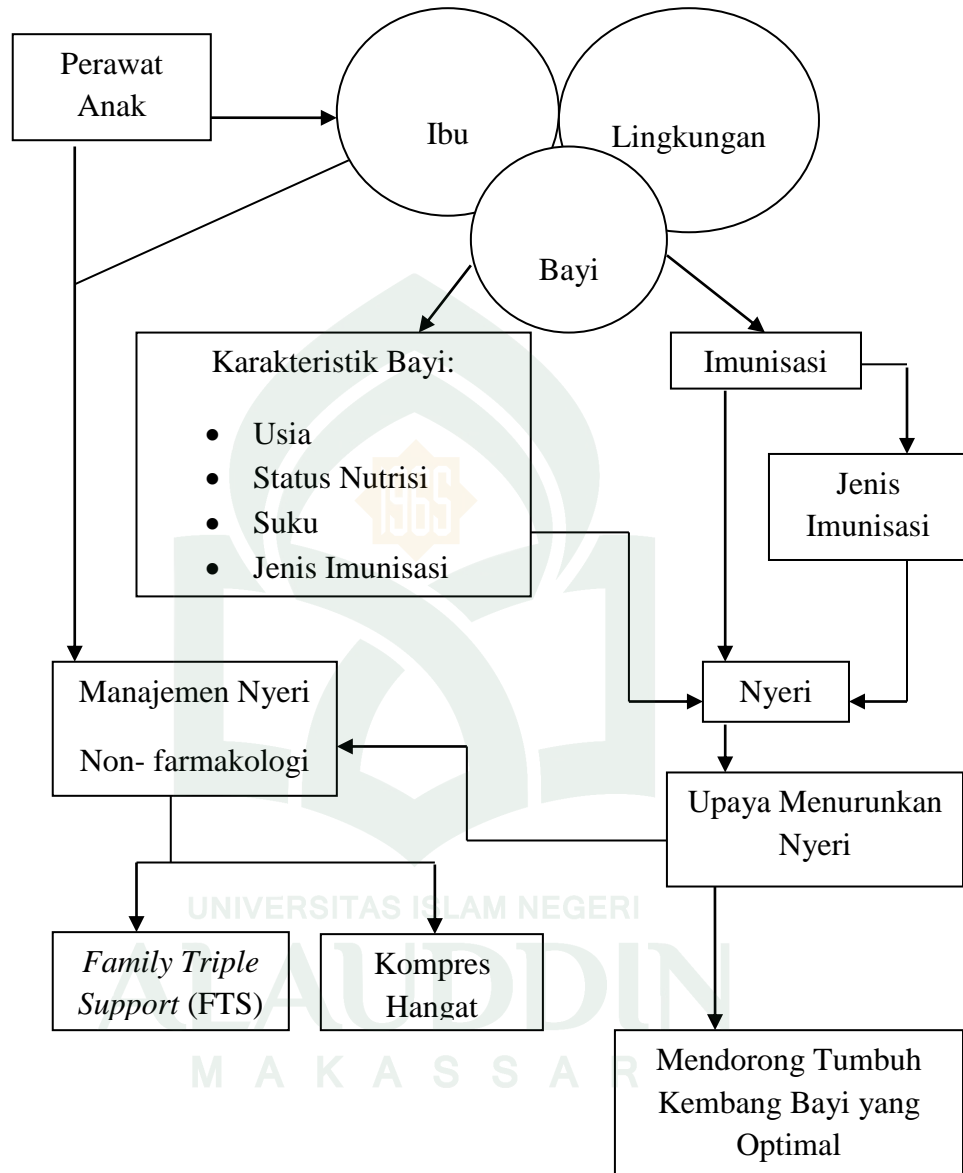 Perawat
Anak
Ibu
Lingkungan
Bayi
Karakteristik Bayi:
• Usia
• Status Nutrisi
• Suku
• Jenis Imunisasi
Imunisasi
Jenis
Imunisasi
1965
Manajemen Nyeri
Non- farmakologi
Nyeri
Upaya Menurunkan
Nyeri
UNIVERSITAS ISLAM NEGERI
ALAUDDIN
MAKASSAR
Family Triple
Support (FTS)
Kompres
Hangat
Mendorong Tumbuh
Kembang Bayi yang
Optimal